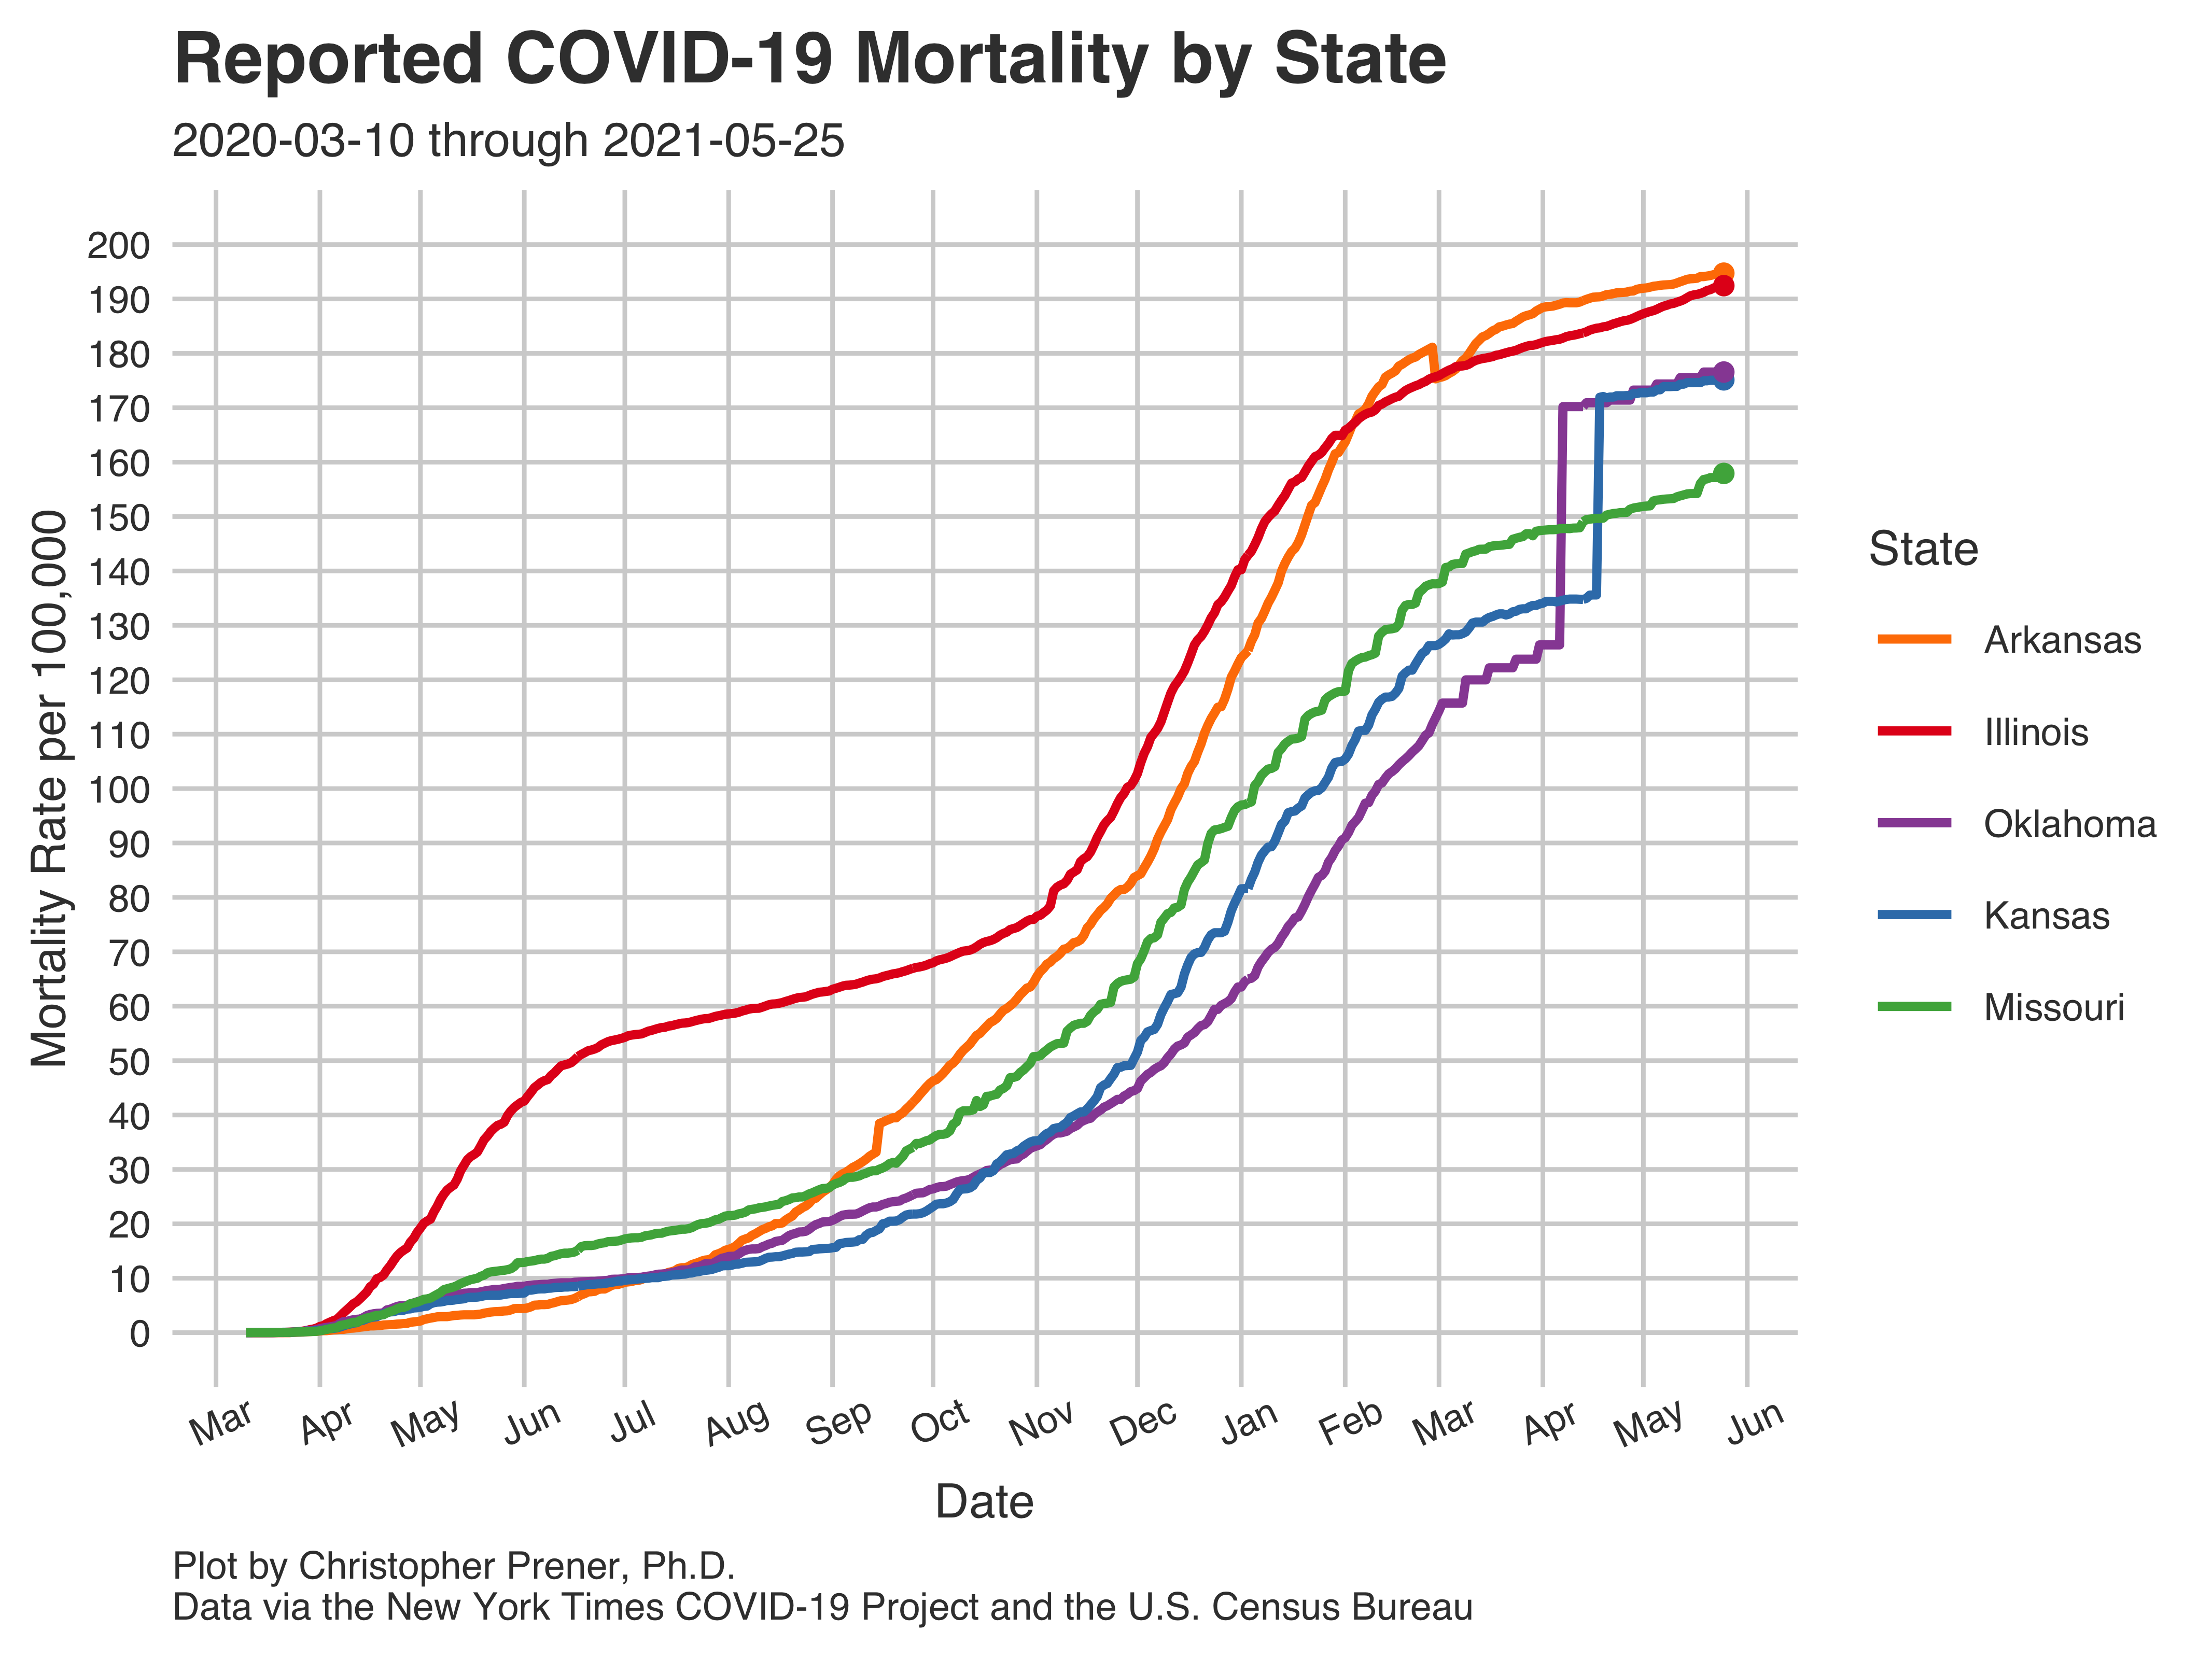 Reported COVID-19 Mortality by State
2020-03-10 through 2021-05-25
Mortality Rate per 100,000
200
190
180
170
160
150
140
130
120
110
100
90
80
70
60
50
40
30
20
10
0
Mar Apr May Jun Jul Aug Sep Oct Nov Dec Jan Feb Mar Apr May Jun
Date
State
Arkansas
Illinois
Oklahoma
Kansas
Missouri
Plot by Christopher Prener, Ph.D.
Data via the New York Times COVID-19 Project and the U.S. Census Bureau